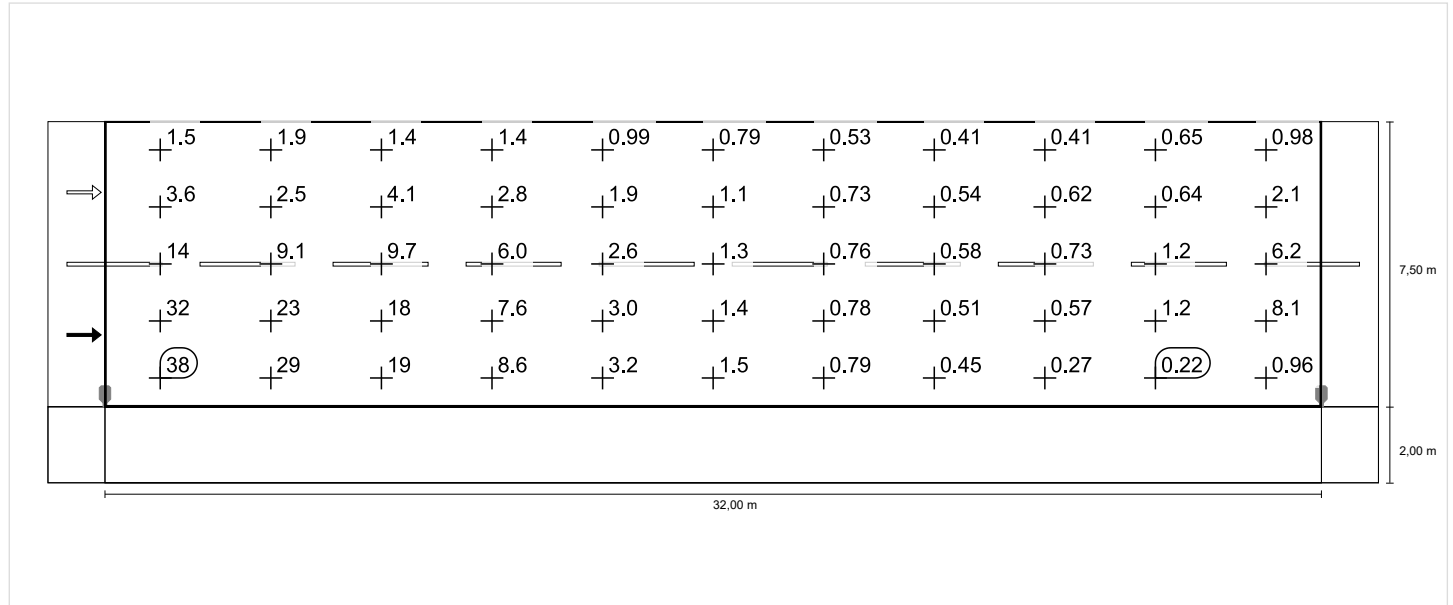 1.5 1.9 1.4 1.4 0.99 0.79 0.53 0.41 0.41 0.65 0.98
3.6 2.5 4.1 2.8 1.9 1.1 0.73 0.54 0.62 0.64 2.1
14 9.1 9.7 6.0 2.6 1.3 0.76 0.58 0.73 1.2 6.2
7,50 m
32 23 18 7.6 3.0 1.4 0.78 0.51 0.57 1.2 8.1
38 29 19 8.6 3.2 1.5 0.79 0.45 0.27 0.22 0.96
2,00 m
32,00 m